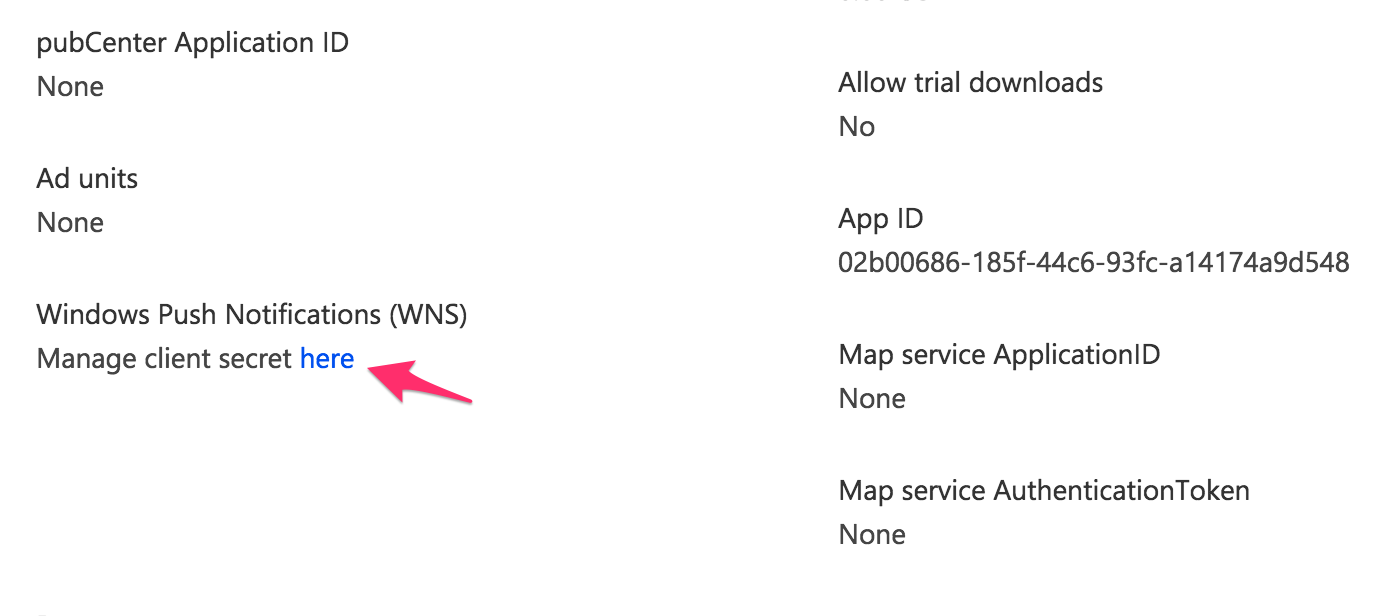 pubCenter Application ID
None
Ad units
None
Windows Push Notifications (WNS)
Manage client secret here
Allow trial downloads
No
App ID
02b00686-185f-44c6-93fc-a14174a9d548
Map service ApplicationID
None
Map service AuthenticationToken
None